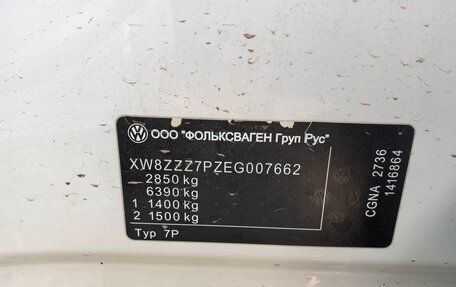 ООО "ФОЛЬКСВАГЕН Груп Рус"
XW8ZZZ7PZEG007662
2850 kg
6390 kg
1 1400 kg
2 1500 kg
Typ 7P
CGNA 2736
1416864